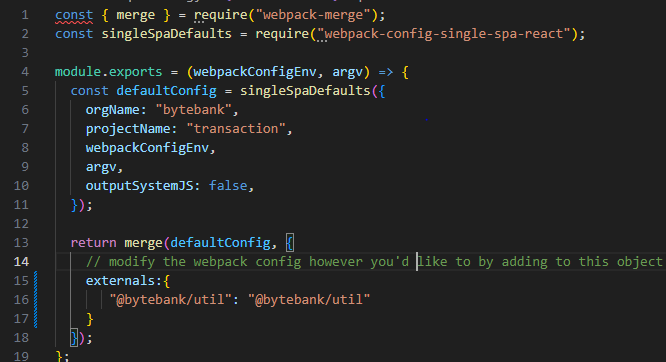 1 const { merge } = require("webpack-merge");
2 const singleSpaDefaults = require("webpack-config-single-spa-react");
3
4 module.exports = (webpackConfigEnv, argv) => {
5   const defaultConfig = singleSpaDefaults({
6     orgName: "bytebank",
7     projectName: "transaction",
8     webpackConfigEnv,
9     argv,
10     outputSystemJS: false,
11   });
12
13   return merge(defaultConfig, {
14     // modify the webpack config however you'd like to by adding to this object
15     externals:{
16        "@bytebank/util": "@bytebank/util"
17     }
18   });
19 };